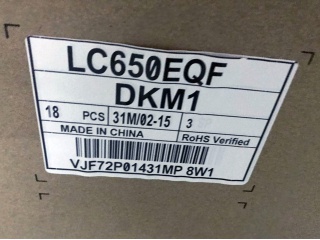 LC650EQF
DKM1
18 PCS 31M/02-15 3
MADE IN CHINA RoHS Verified
VJF72P01431MP 8W1